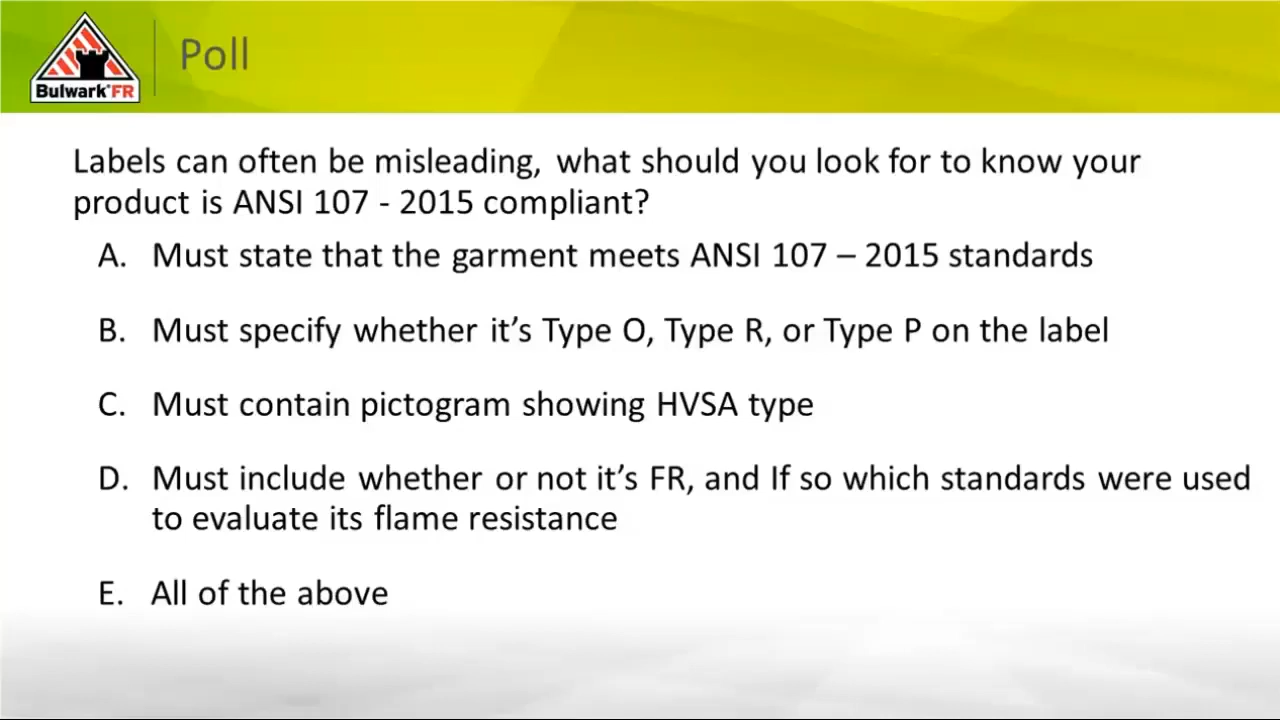 Bulwark®FR
Poll
Labels can often be misleading, what should you look for to know your
product is ANSI 107 - 2015 compliant?
A. Must state that the garment meets ANSI 107 – 2015 standards
B. Must specify whether it’s Type O, Type R, or Type P on the label
C. Must contain pictogram showing HVSA type
D. Must include whether or not it’s FR, and If so which standards were used
to evaluate its flame resistance
E. All of the above